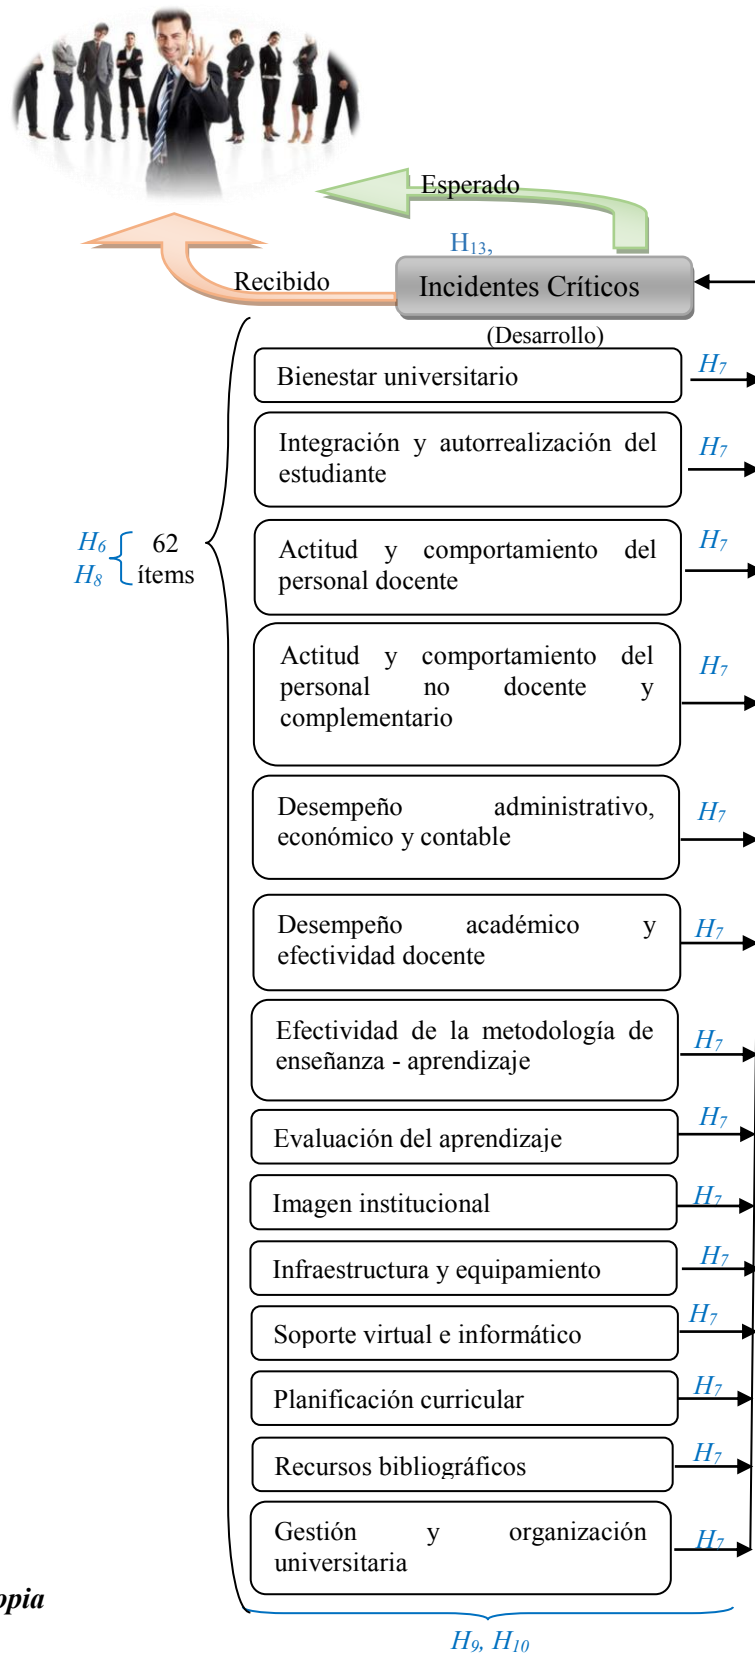 Esperado
H13,
Recibido
Incidentes Críticos
(Desarrollo)
Bienestar universitario
H7
Integración y autorrealización del
estudiante
H7
H6
H8
62
ítems
Actitud y comportamiento del
personal docente
H7
Actitud y comportamiento del
personal no docente y
complementario
H7
Desempeño administrativo,
económico y contable
H7
Desempeño académico y
efectividad docente
H7
Efectividad de la metodología de
enseñanza - aprendizaje
H7
Evaluación del aprendizaje
H7
Imagen institucional
H7
Infraestructura y equipamiento
H7
Soporte virtual e informático
H7
Planificación curricular
H7
Recursos bibliográficos
H7
Gestión y organización
universitaria
H7
opia
H9, H10